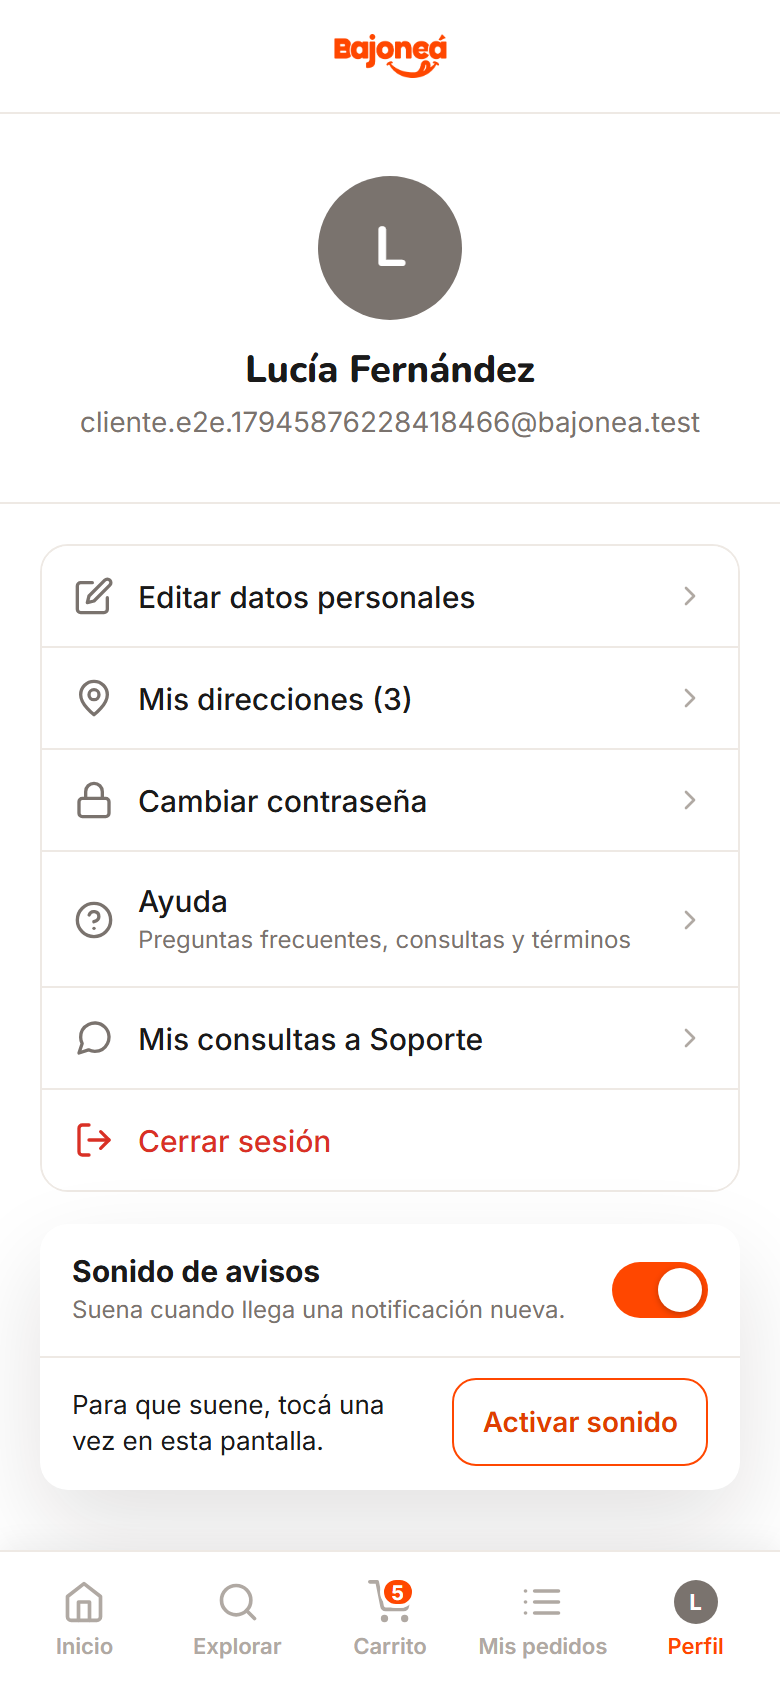 Bajoneá
L
Lucía Fernández
cliente.e2e.17945876228418466@bajonea.test
Editar datos personales
Mis direcciones (3)
Cambiar contraseña
Ayuda
Preguntas frecuentes, consultas y términos
Mis consultas a Soporte
Cerrar sesión
Sonido de avisos
Suena cuando llega una notificación nueva.
Para que suene, tocá una
vez en esta pantalla.
Activar sonido
5
L
Inicio
Explorar
Carrito
Mis pedidos
Perfil